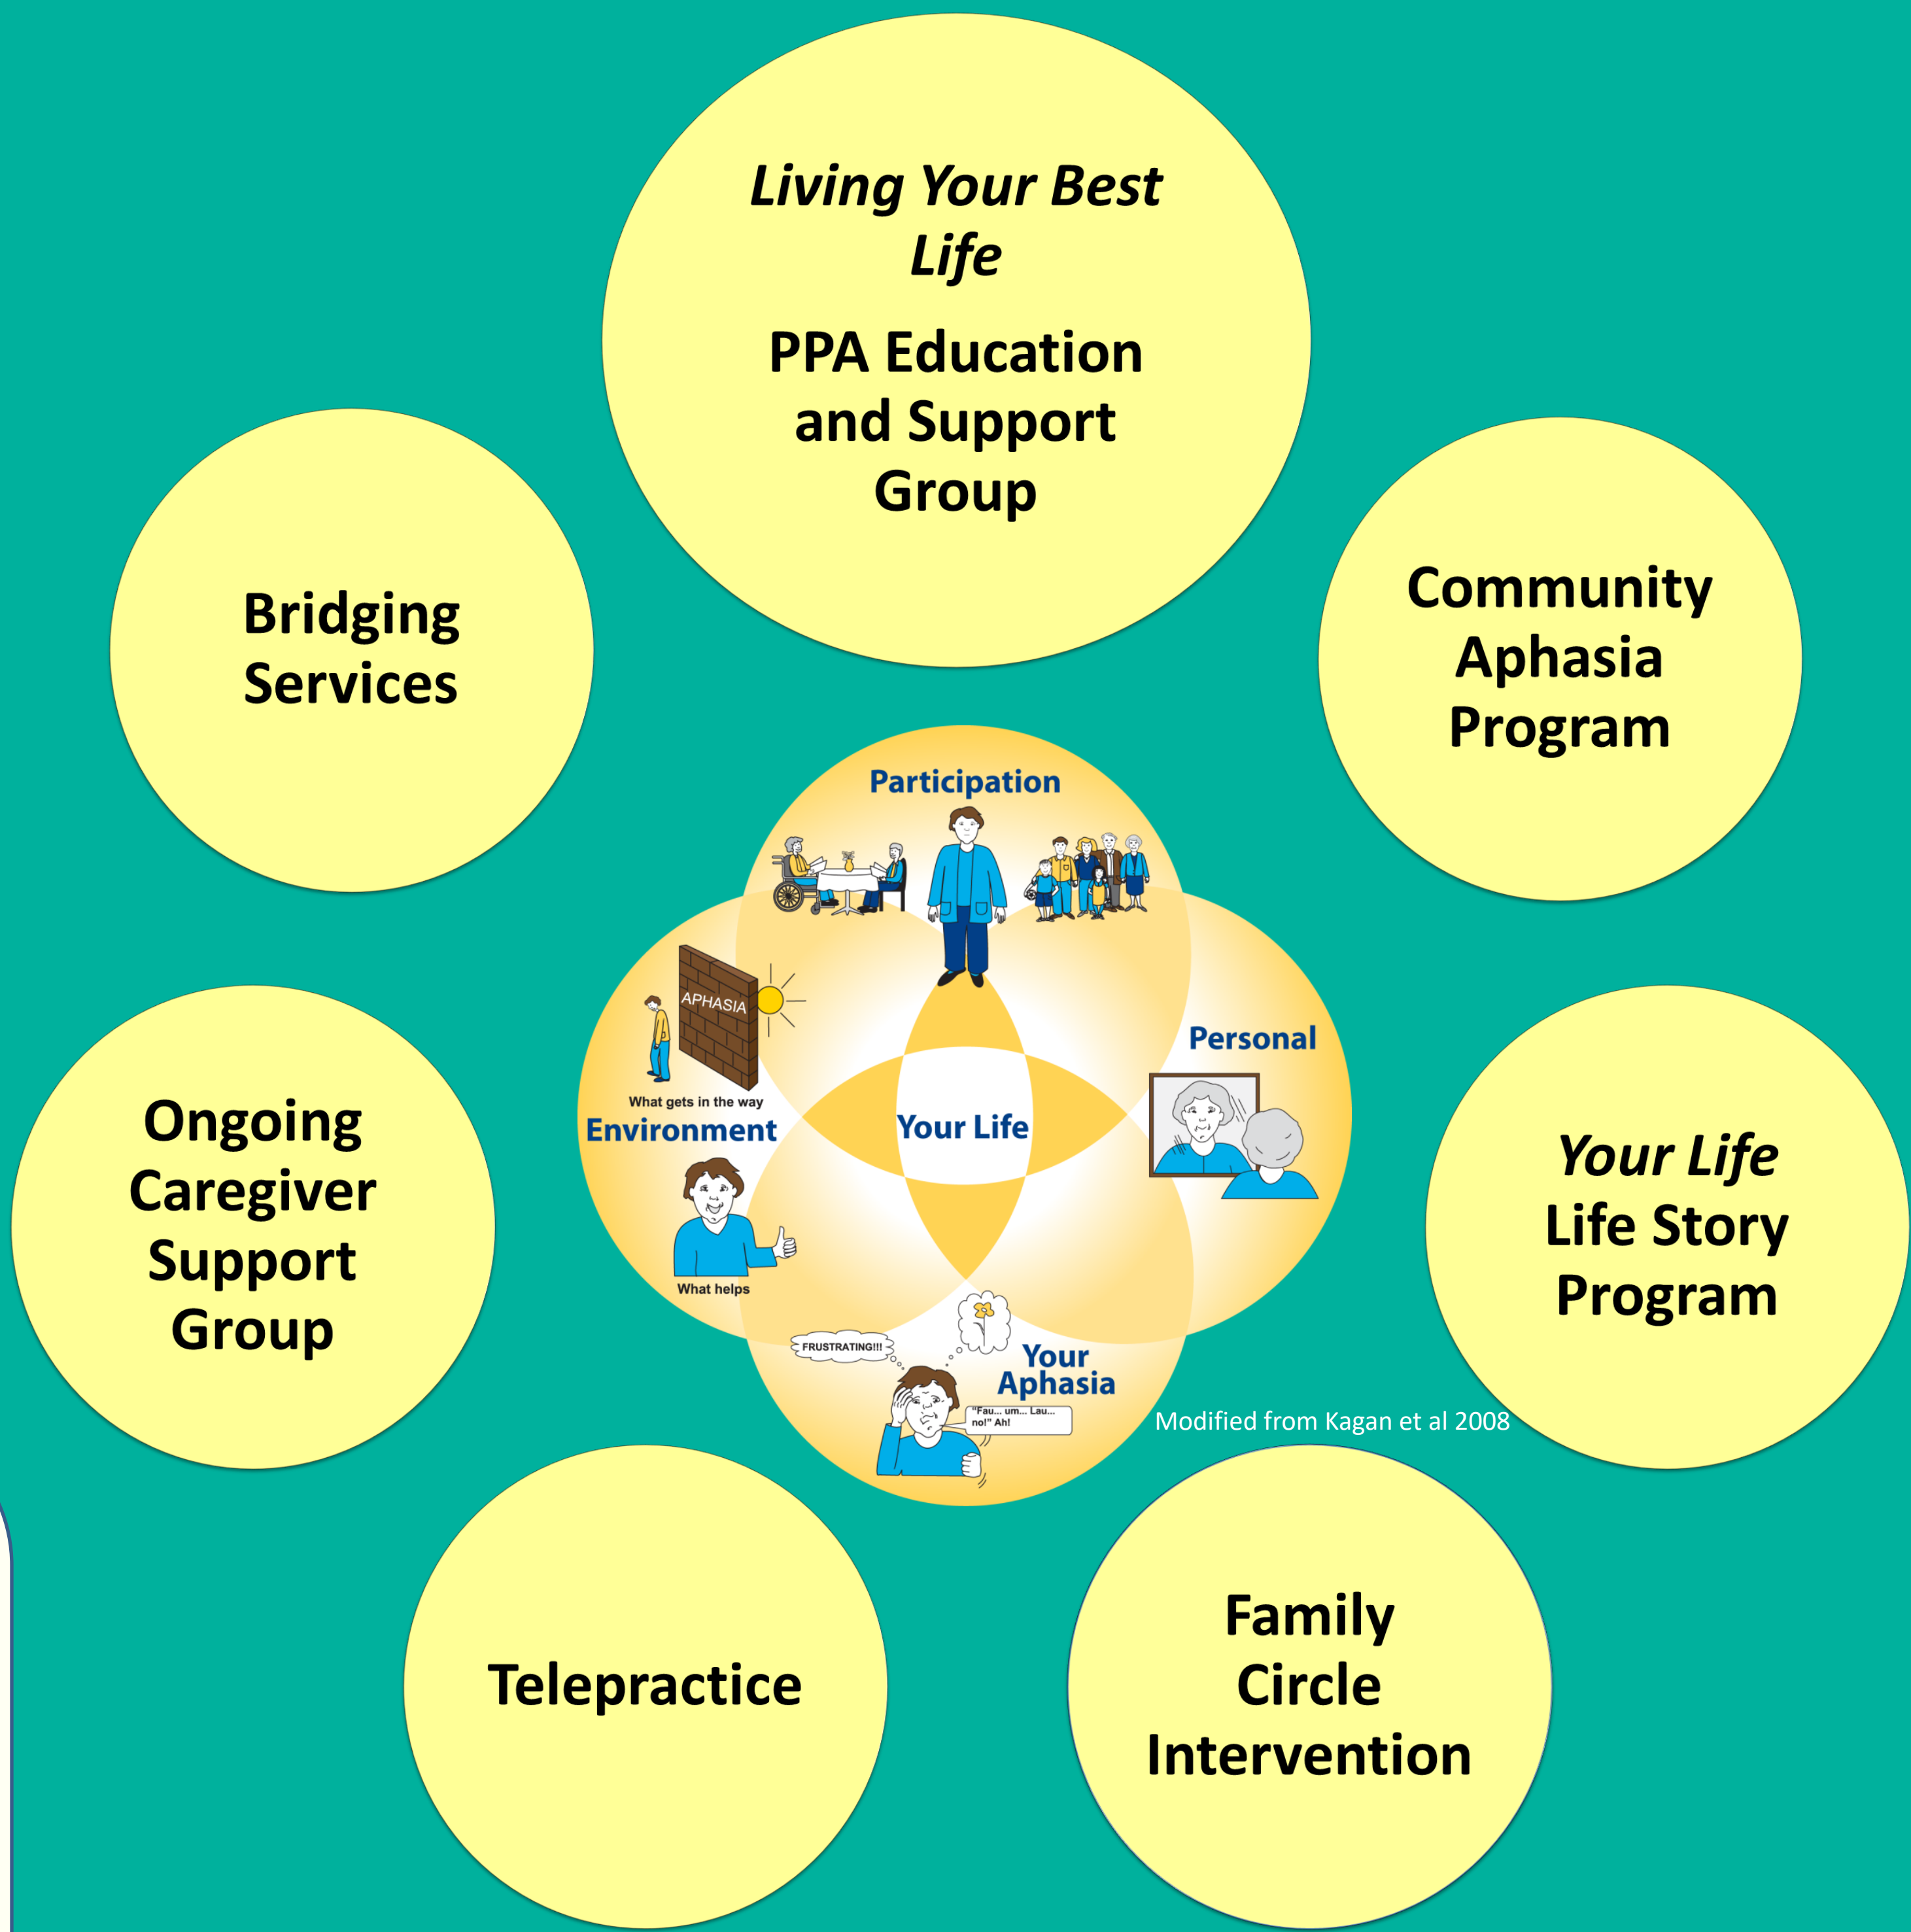 Living Your Best
Life
PPA Education
and Support
Group
Bridging
Services
Community
Aphasia
Program
Participation
APHASIA
What gets in the way
Environment
What helps
Your Life
Personal
FRUSTRATING!!!
Your
Aphasia
"Fau... um... Lau...
no!" Ah!
Modified from Kagan et al 2008
Ongoing
Caregiver
Support
Group
Your Life
Life Story
Program
Telepractice
Family
Circle
Intervention